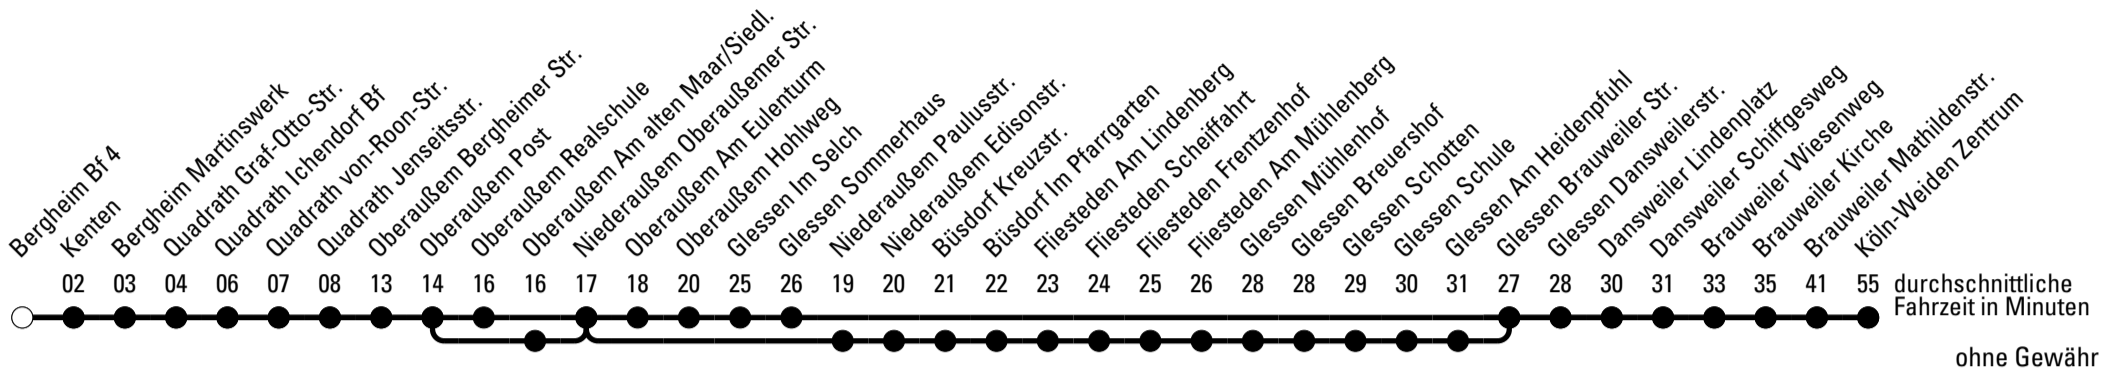 Bergheim Bf 4
Kenten
Bergheim Martinswerk
Quadrath Graf-Otto-Str.
Quadrath Ichendorf Bf
Quadrath von-Roon-Str.
Quadrath Jenseitsstr.
Oberaußem Bergheimer Str.
Oberaußem Post
Oberaußem Realschule
Oberaußem Am alten Maar/Siedl.
Niederaußem Oberaußemer Str.
Oberaußem Am Eulenturm
Oberaußem Hohlweg
Glessen Im Selch
Glessen Sommerhaus
Niederaußem Paulusstr.
Niederaußem Edisonstr.
Büsdorf Kreuzstr.
Büsdorf Im Pfarrgarten
Fliesteden Am Lindenberg
Fliesteden Scheiffahrt
Fliesteden Frentzenhof
Fliesteden Am Mühlenberg
Glessen Mühlenhof
Glessen Breuershof
Glessen Schotten
Glessen Schule
Glessen Am Heidenpfuhl
Glessen Brauweiler Str.
Glessen Dansweilerstr.
Dansweiler Lindenplatz
Dansweiler Schiffgesweg
Brauweiler Wiesenweg
Brauweiler Kirche
Brauweiler Mathildenstr.
Köln-Weiden Zentrum
02 03 04 06 07 08 13 14 16 16 17 18 20 25 26 19 20 21 22 23 24 25 26 28 28 29 30 31 27 28 30 31 33 35 41 55 durchschnittliche
Fahrzeit in Minuten
ohne Gewähr